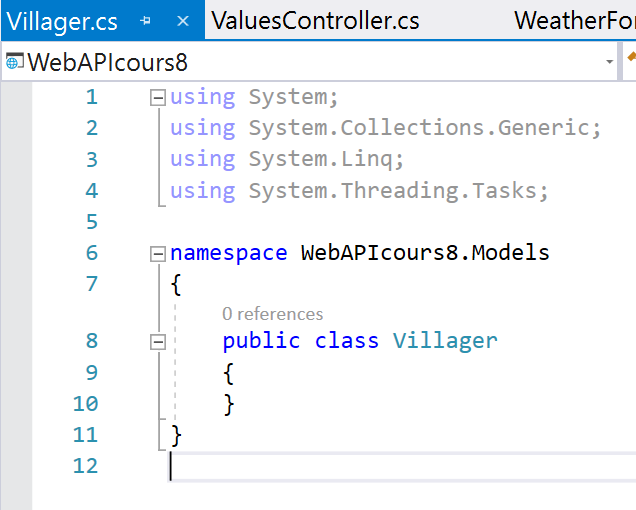 Villager.cs ValuesController.cs WeatherFor
WebAPIcours8
1 using System;
2 using System.Collections.Generic;
3 using System.Linq;
4 using System.Threading.Tasks;
5
6 namespace WebAPIcours8.Models
7 {
0 references
8 public class Villager
9 {
10 }
11 }
12